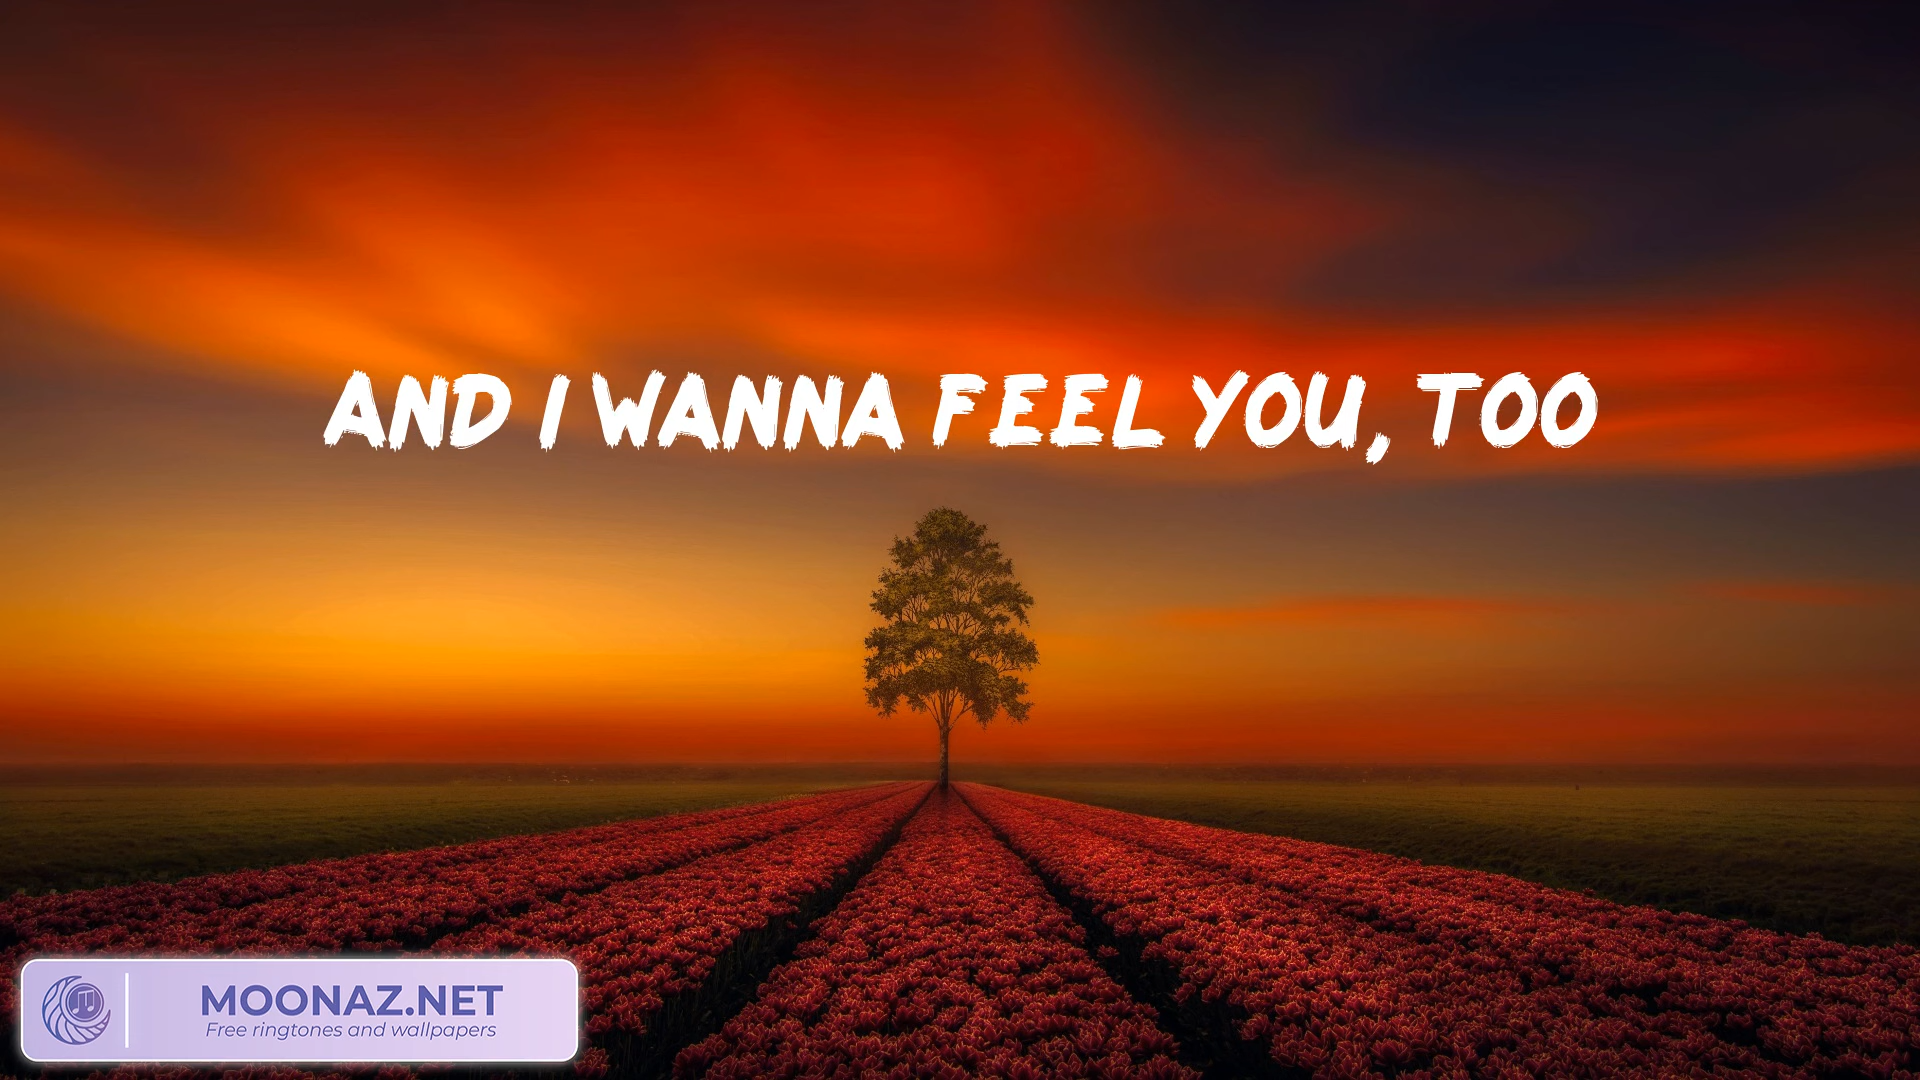 AND I WANNA FEEL YOU, TOO
MOONAZ.NET
Free ringtones and wallpapers